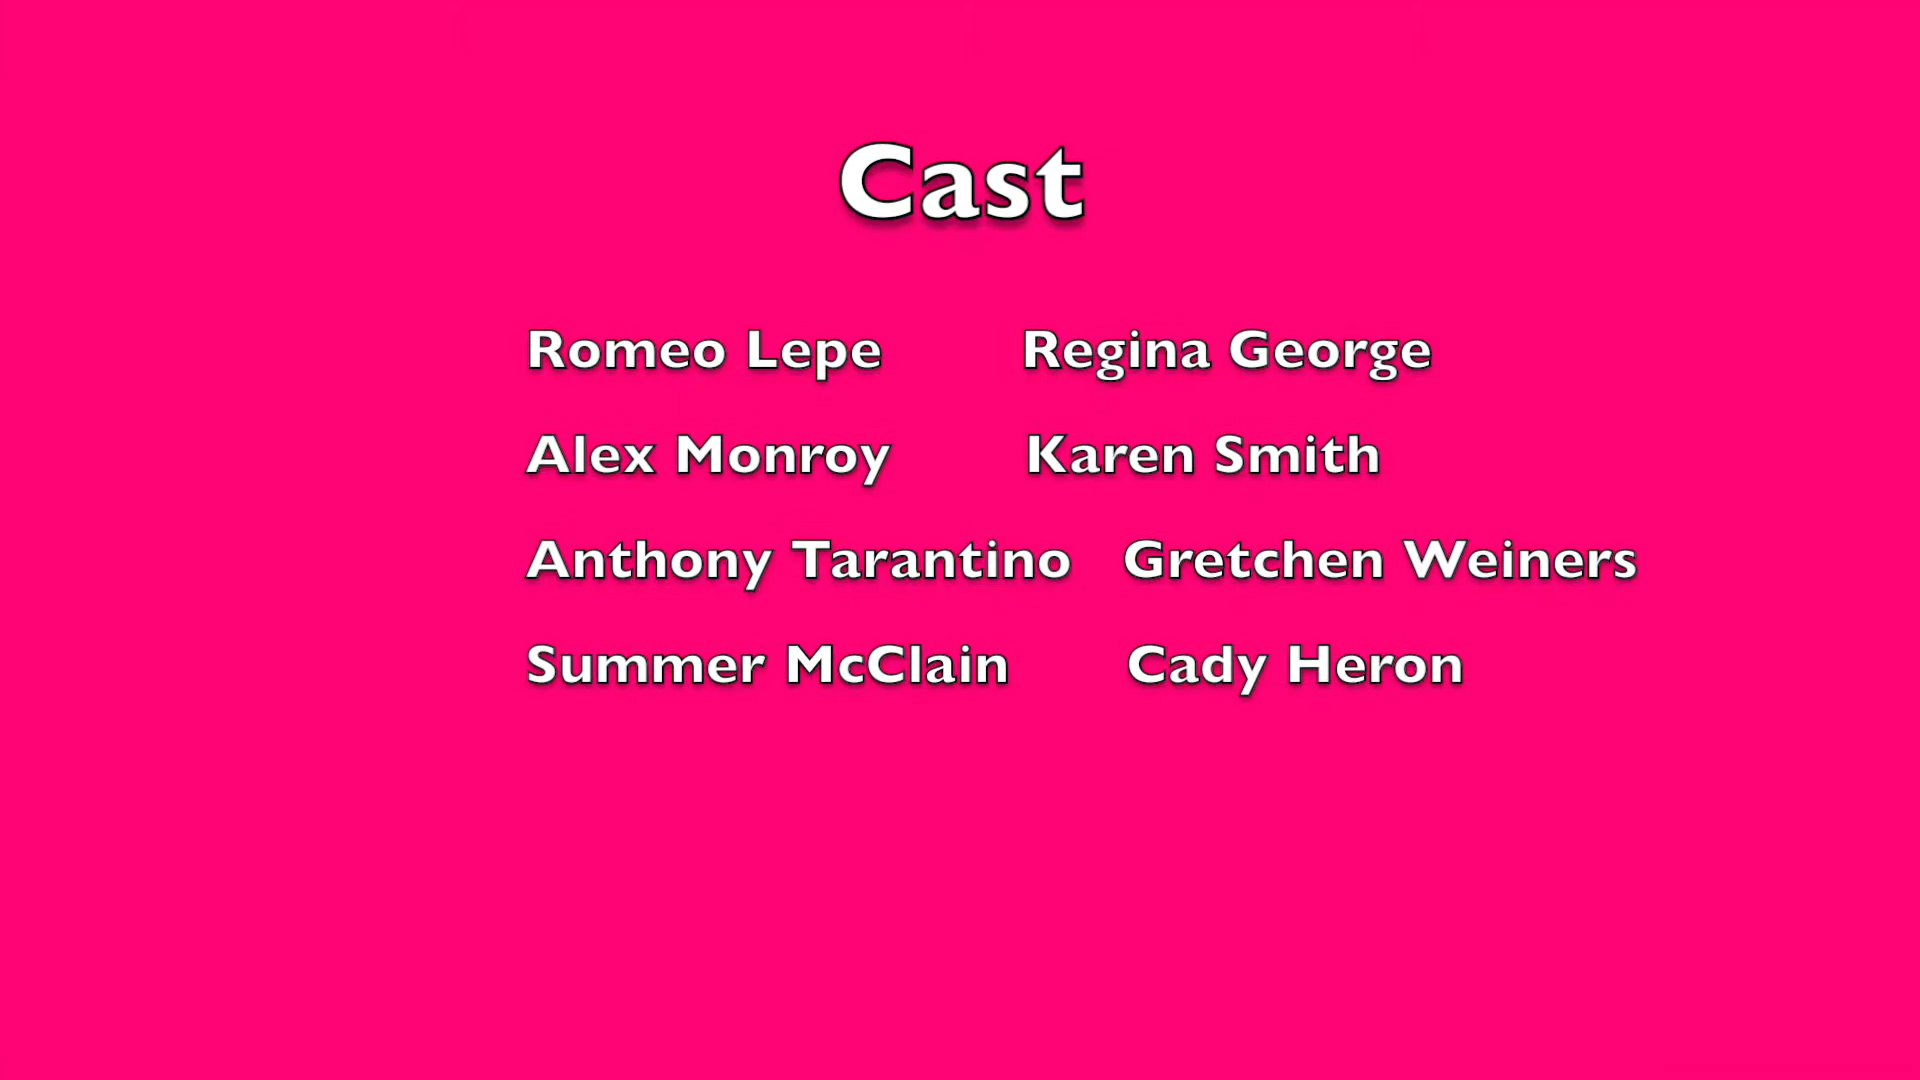 Cast
Romeo Lepe Regina George
Alex Monroy Karen Smith
Anthony Tarantino Gretchen Weiners
Summer McClain Cady Heron